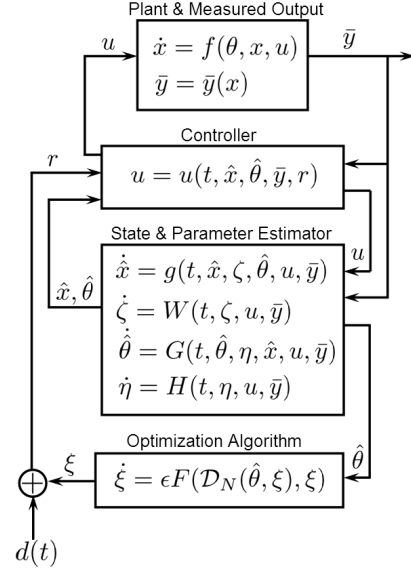 Plant & Measured Output
u
ẋ = f(θ, x, u)
ȳ
ȳ = ȳ(x)
Controller
r
u = u(t, x̂, θ̂, ȳ, r)
State & Parameter Estimator
u
x̂̇ = g(t, x̂, ζ, θ̂, u, ȳ)
x̂, θ̂
ζ̇ = W(t, ζ, u, ȳ)
θ̂̇ = G(t, θ̂, η, x̂, u, ȳ)
η̇ = H(t, η, u, ȳ)
Optimization Algorithm
ξ
θ̂
ξ̇ = ϵF(𝒟_N(θ̂, ξ), ξ)
+
d(t)